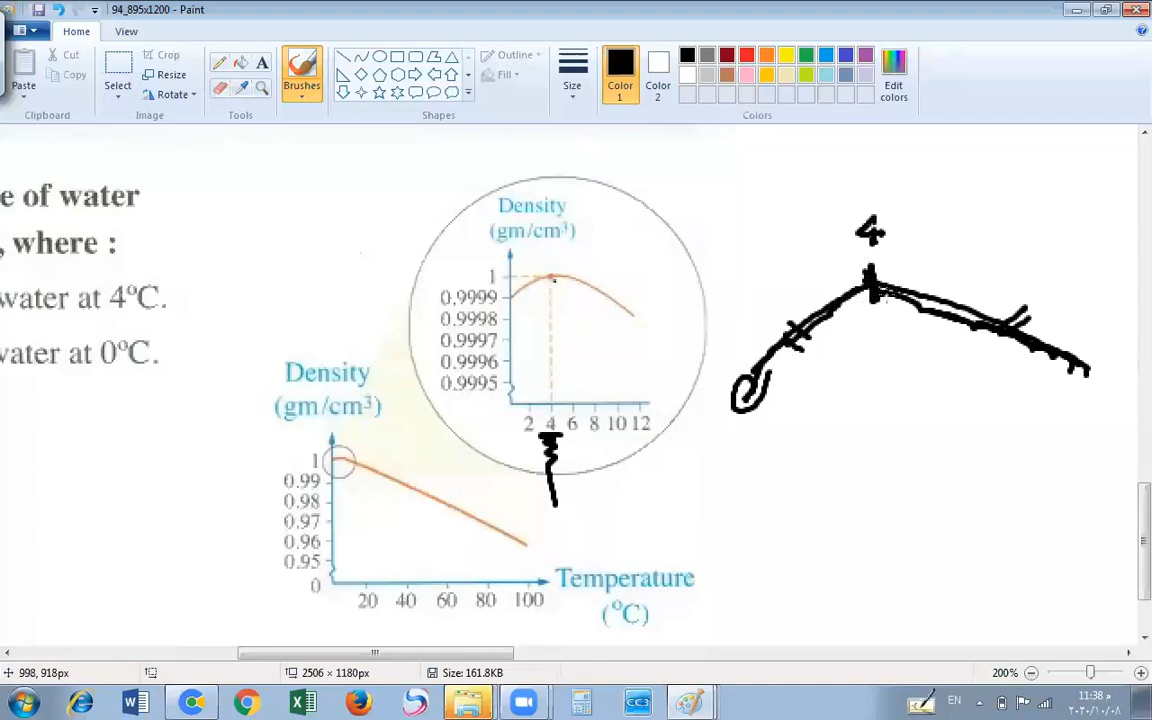 94_895x1200 - Paint
Home View
Paste
Cut
Copy
Clipboard
Select
Crop
Resize
Rotate
Image
A
Tools
Brushes
Shapes
Outline
Fill
Size
Color 1
Color 2
Edit colors
Colors
e of water
, where :
water at 4°C.
water at 0°C.
Density
(gm/cm³)
1
0,9999
0.9998
0.9997
0.9996
0.9995
2 4 6 8 10 12
4
Density
(gm/cm³)
1
0.99
0.98
0.97
0.96
0.95
0
20 40 60 80 100
Temperature
(°C)
998, 918px
2506 × 1180px
Size: 161.8KB
200%
CC3
EN
11:38 م
٢٠٢٠/١٠/٠٨